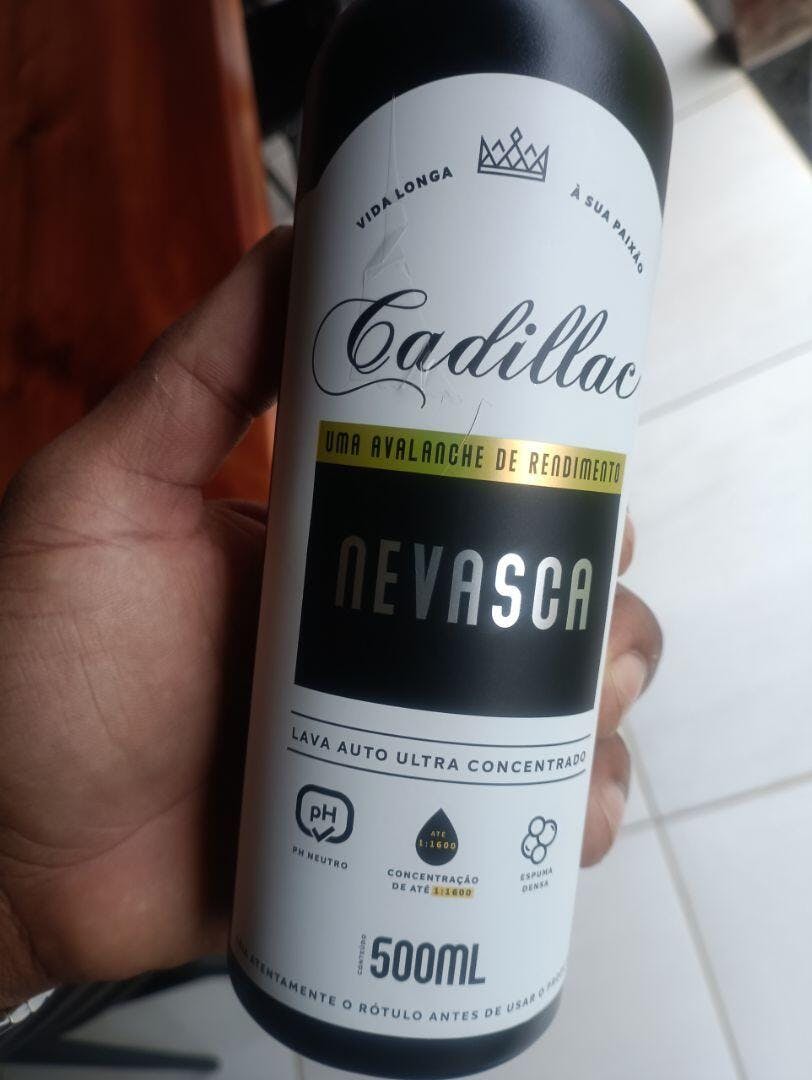 VIDA LONGA À SUA PAIXÃO
Cadillac
UMA AVALANCHE DE RENDIMENTO
NEVASCA
LAVA AUTO ULTRA CONCENTRADO
pH
PH NEUTRO
ATÉ
1:1600
CONCENTRAÇÃO
DE ATÉ 1:1600
ESPUMA
DENSA
CONTEÚDO
500ML
ATENTAMENTE O RÓTULO ANTES DE USAR O